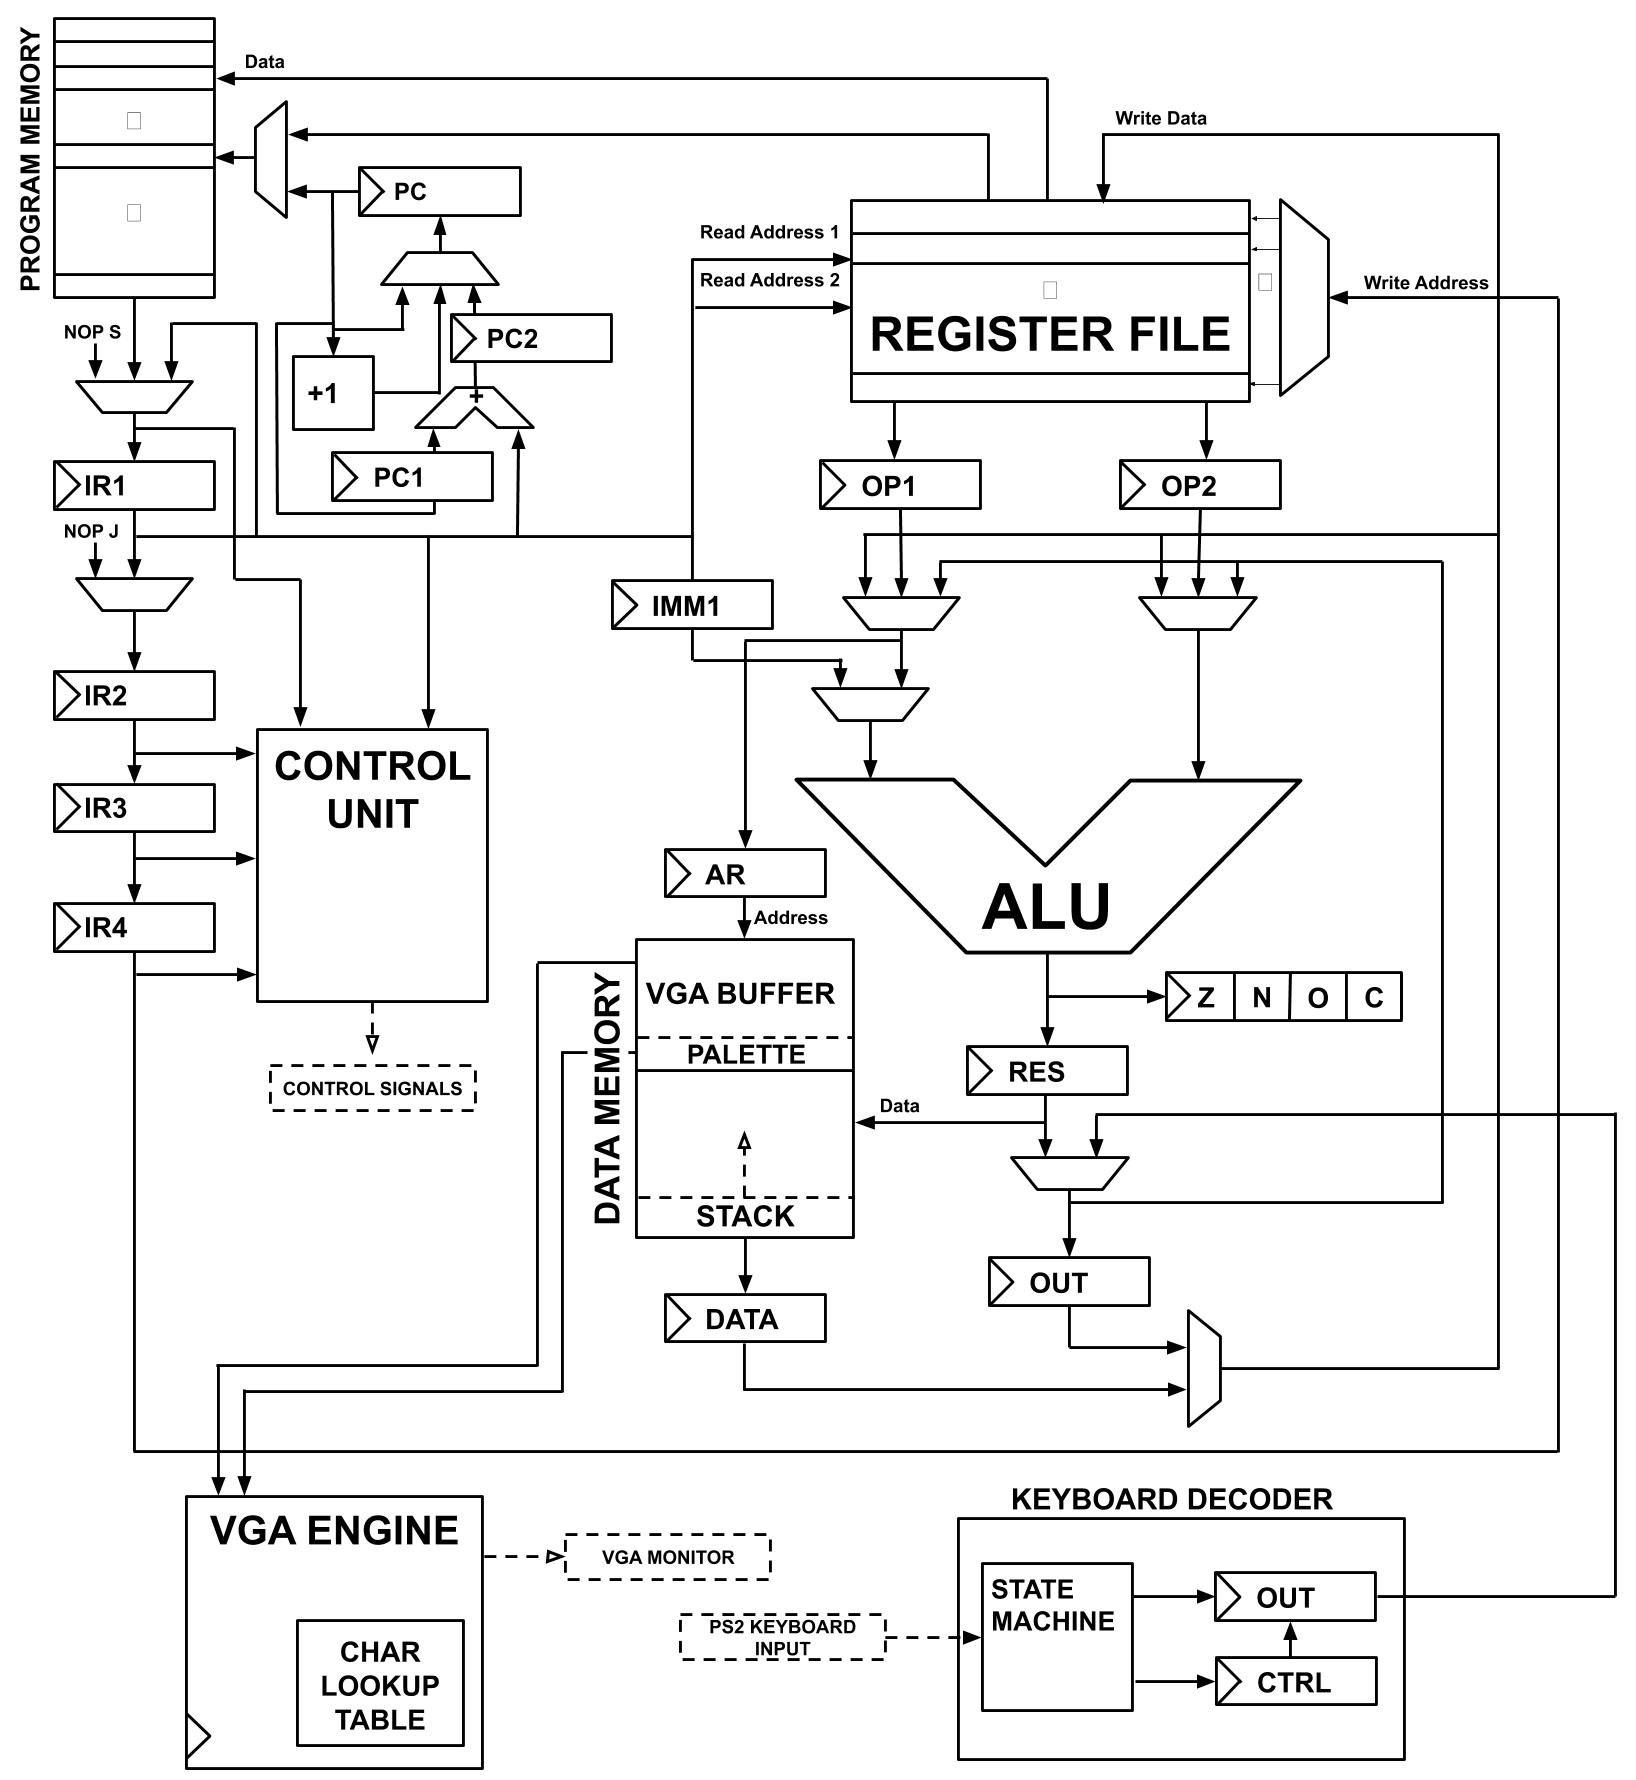 PROGRAM MEMORY
Data
Write Data
PC
Read Address 1
Read Address 2
Write Address
NOP S
PC2
REGISTER FILE
+1
+
PC1
IR1
OP1
OP2
NOP J
IMM1
IR2
CONTROL
UNIT
IR3
AR
ALU
IR4
Address
DATA MEMORY
VGA BUFFER
Z N O C
PALETTE
RES
CONTROL SIGNALS
Data
STACK
OUT
DATA
KEYBOARD DECODER
VGA ENGINE
VGA MONITOR
STATE
MACHINE
OUT
PS2 KEYBOARD
INPUT
CHAR
LOOKUP
TABLE
CTRL